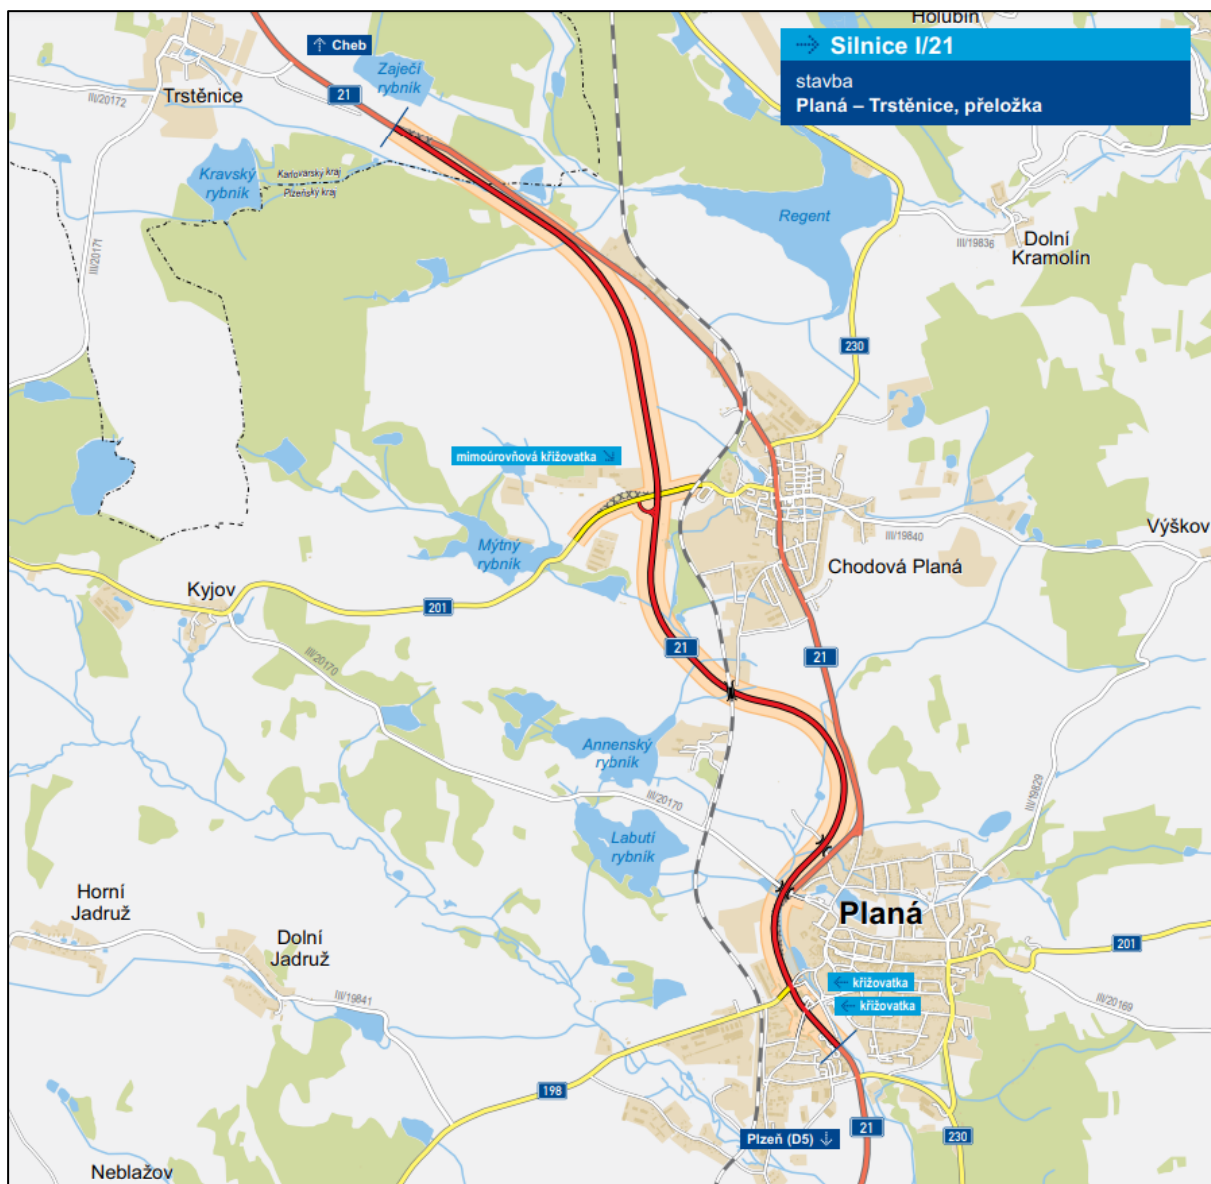 Holubín
Silnice I/21
stavba
Planá – Trstěnice, přeložka
Cheb
Zaječí
rybník
21
III/20172
Trstěnice
Kravský
rybník
Karlovarský kraj
Plzeňský kraj
Regent
III/19836
Dolní
Kramolín
III/20171
230
mimoúrovňová křižovatka
Výškov
III/19840
Mýtný
rybník
Chodová Planá
Kyjov
201
21
21
III/20170
Annenský
rybník
III/20170
III/19829
Labutí
rybník
Horní
Jadruž
Planá
Dolní
Jadruž
201
křižovatka
křižovatka
III/19841
III/20169
198
21
230
Plzeň (D5)
Neblažov